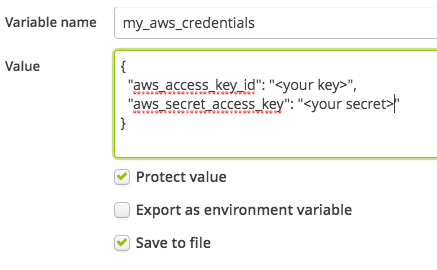 Variable name my_aws_credentials
Value
{
"aws_access_key_id": "<your key>",
"aws_secret_access_key": "<your secret>"
}
Protect value
Export as environment variable
Save to file